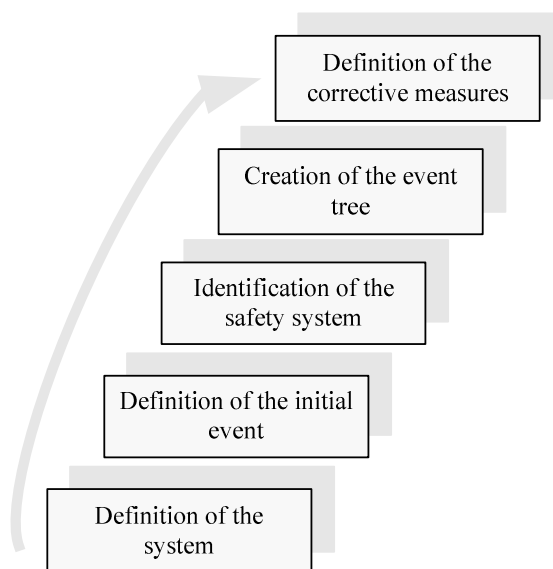 Definition of the
corrective measures
Creation of the event
tree
Identification of the
safety system
Definition of the initial
event
Definition of the
system